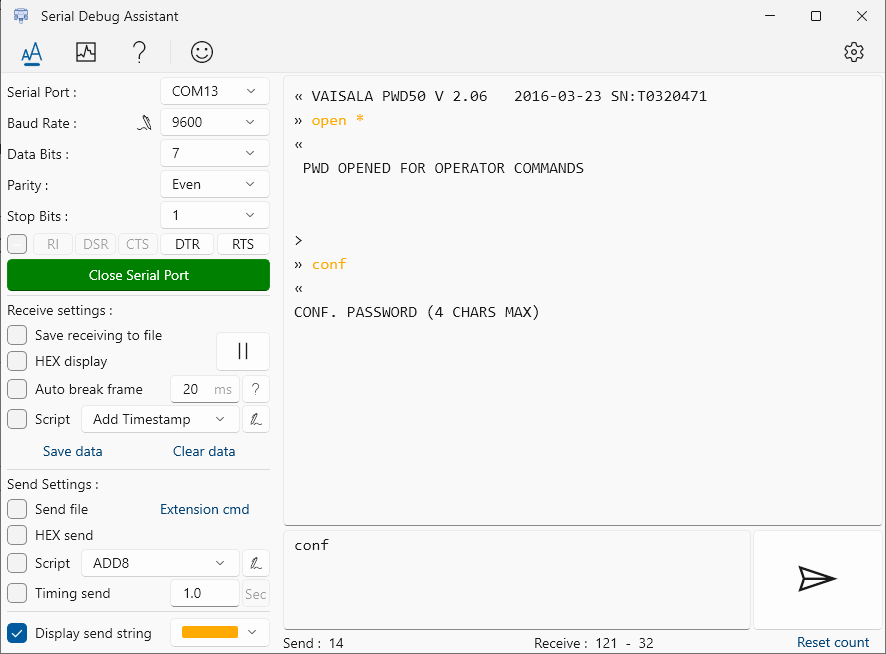 Serial Debug Assistant
AA
?
Serial Port :
COM13
Baud Rate :
9600
Data Bits :
7
Parity :
Even
Stop Bits :
1
RI
DSR
CTS
DTR
RTS
Close Serial Port
Receive settings :
Save receiving to file
HEX display
Auto break frame
20 ms
?
Script
Add Timestamp
Save data
Clear data
Send Settings :
Send file
Extension cmd
HEX send
Script
ADD8
Timing send
1.0
Sec
Display send string
« VAISALA PWD50 V 2.06   2016-03-23 SN:T0320471
» open *
«
PWD OPENED FOR OPERATOR COMMANDS
>
» conf
«
CONF. PASSWORD (4 CHARS MAX)
conf
Send : 14
Receive : 121 - 32
Reset count